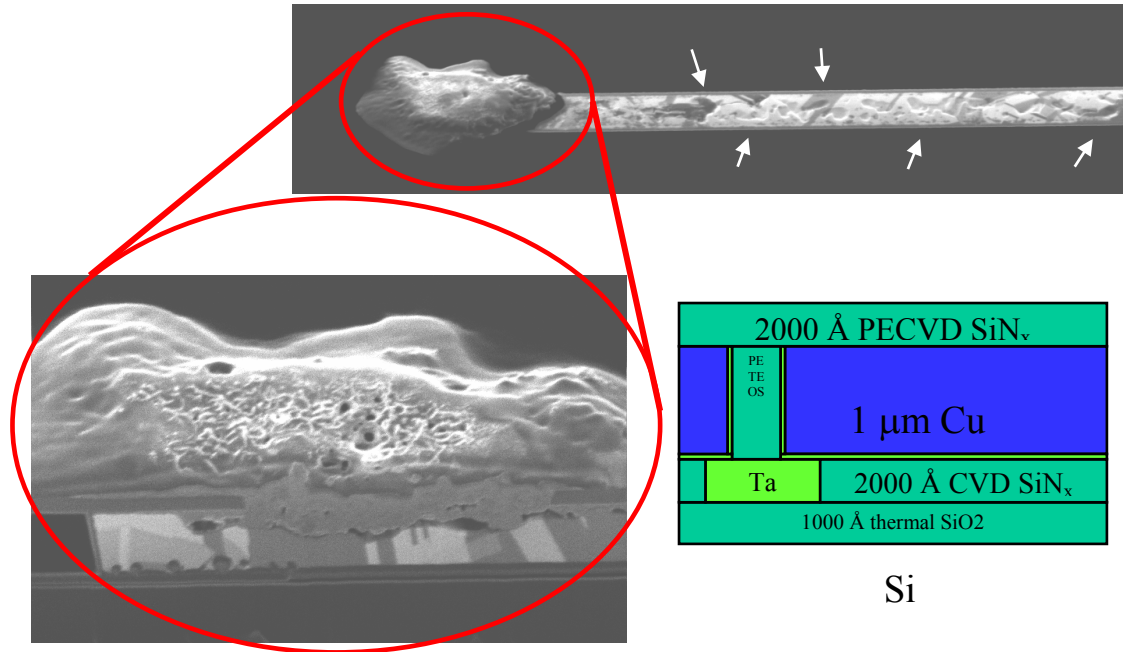 2000 Å PECVD SiNx
PE
TE
OS
1 μm Cu
Ta
2000 Å CVD SiNx
1000 Å thermal SiO2
Si